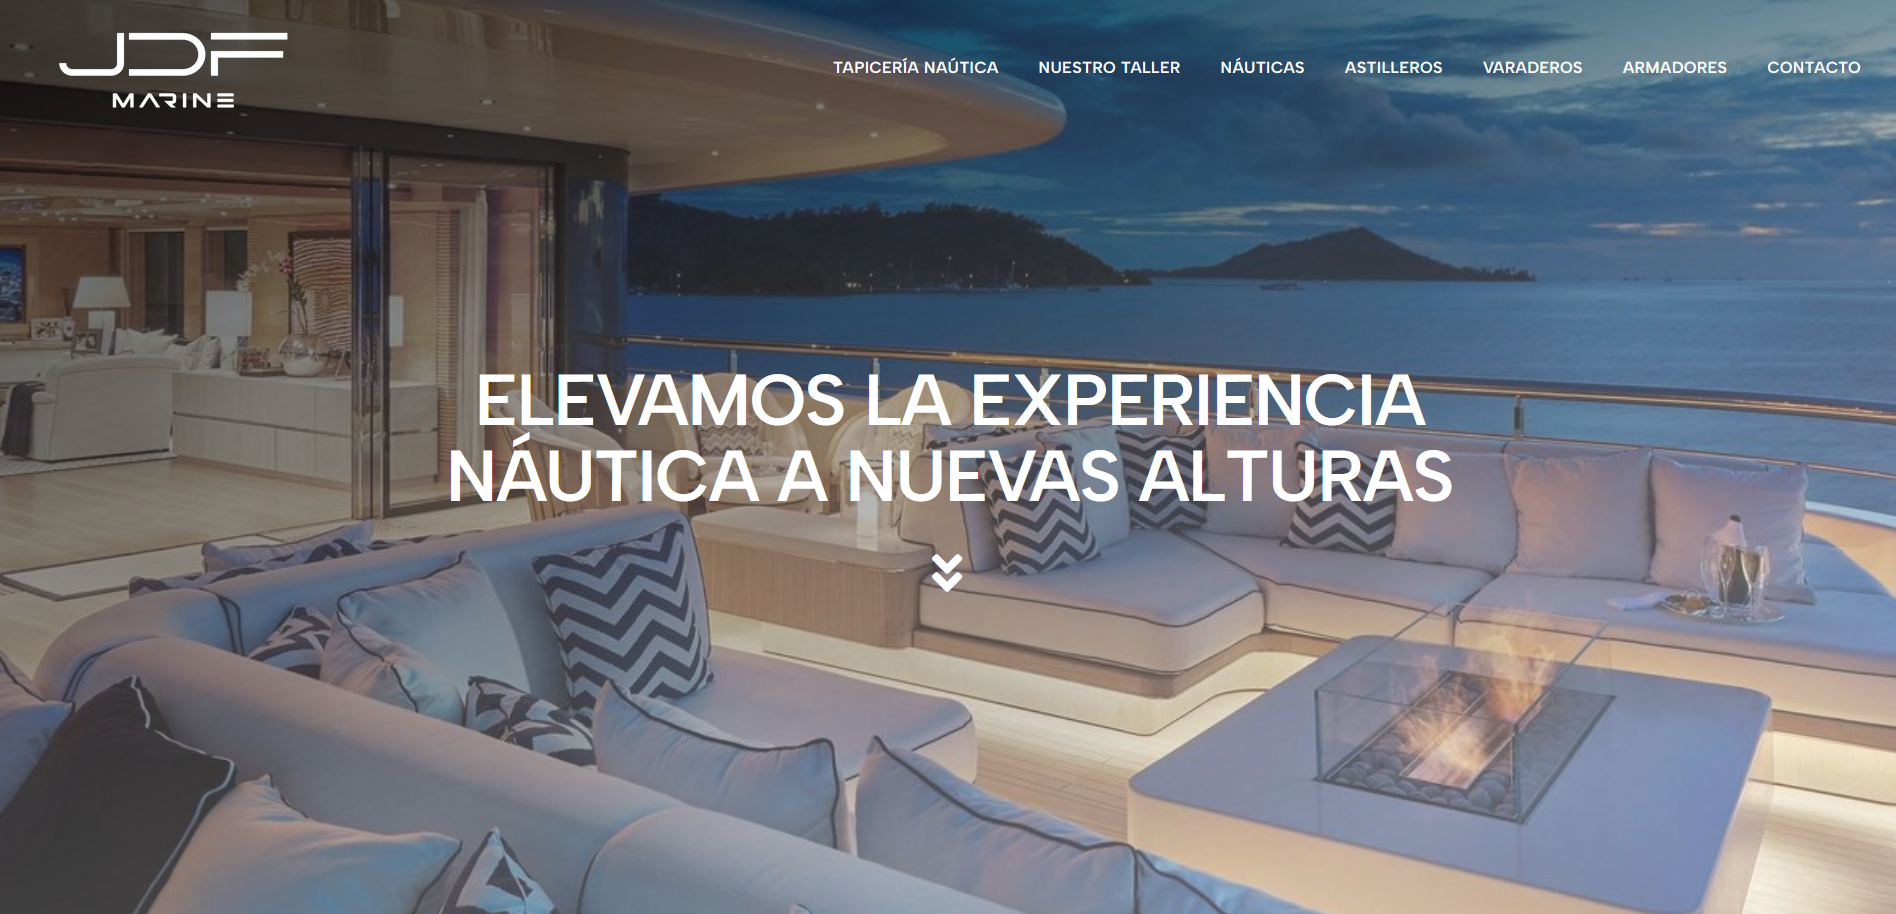 JDF
MARINE
TAPICERÍA NAÚTICA NUESTRO TALLER NÁUTICAS ASTILLEROS VARADEROS ARMADORES CONTACTO
ELEVAMOS LA EXPERIENCIA
NÁUTICA A NUEVAS ALTURAS